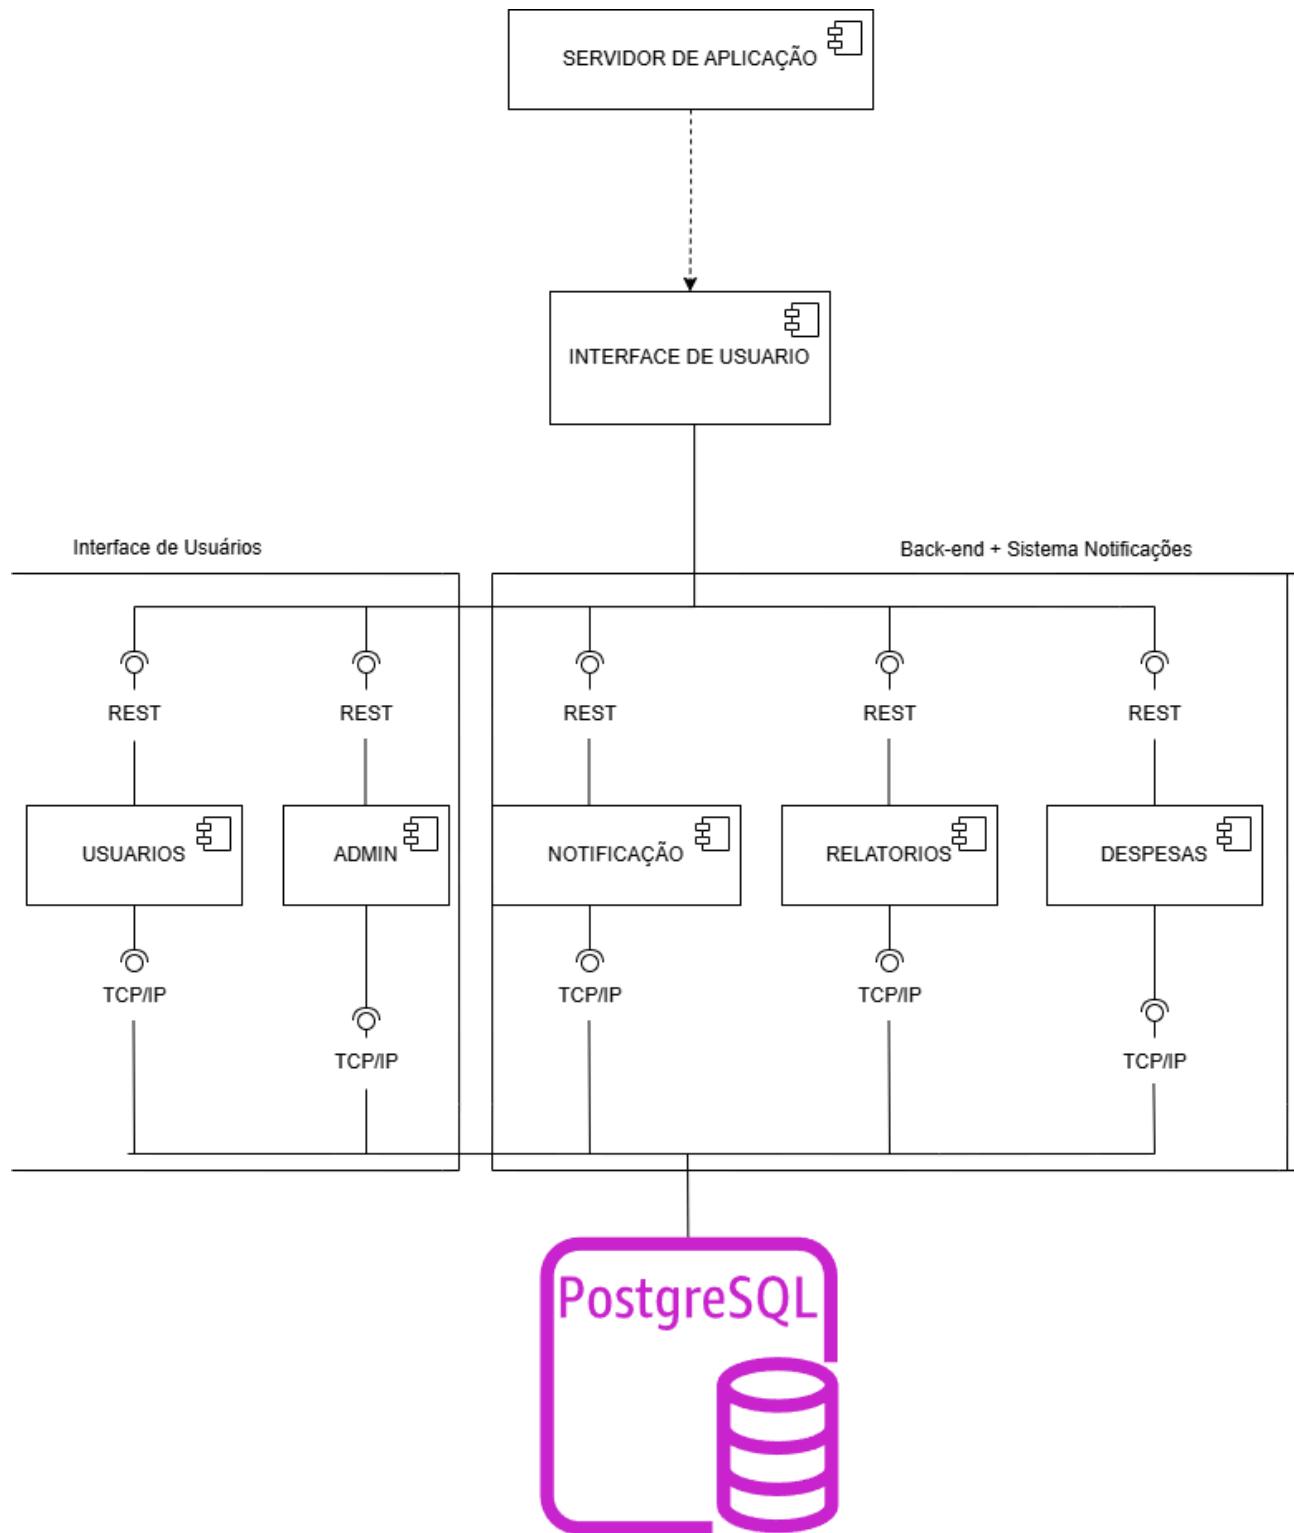 SERVIDOR DE APLICAÇÃO
INTERFACE DE USUARIO
Interface de Usuários
Back-end + Sistema Notificações
REST
REST
REST
REST
REST
USUARIOS
ADMIN
NOTIFICAÇÃO
RELATORIOS
DESPESAS
TCP/IP
TCP/IP
TCP/IP
TCP/IP
TCP/IP
PostgreSQL